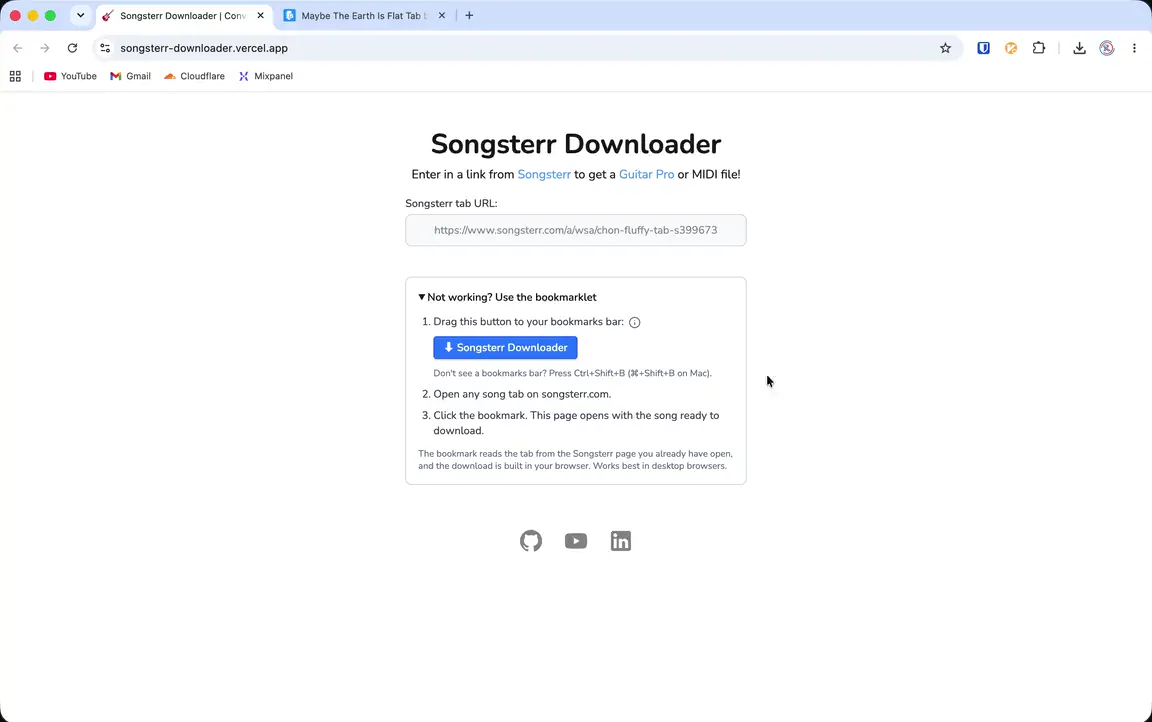 Songsterr Downloader | Conv
Maybe The Earth Is Flat Tab b
songsterr-downloader.vercel.app
YouTube
Gmail
Cloudflare
Mixpanel
Songsterr Downloader
Enter in a link from Songsterr to get a Guitar Pro or MIDI file!
Songsterr tab URL:
https://www.songsterr.com/a/wsa/chon-fluffy-tab-s399673
▼Not working? Use the bookmarklet
1. Drag this button to your bookmarks bar:
⬇ Songsterr Downloader
Don't see a bookmarks bar? Press Ctrl+Shift+B (⌘+Shift+B on Mac).
2. Open any song tab on songsterr.com.
3. Click the bookmark. This page opens with the song ready to
download.
The bookmark reads the tab from the Songsterr page you already have open,
and the download is built in your browser. Works best in desktop browsers.